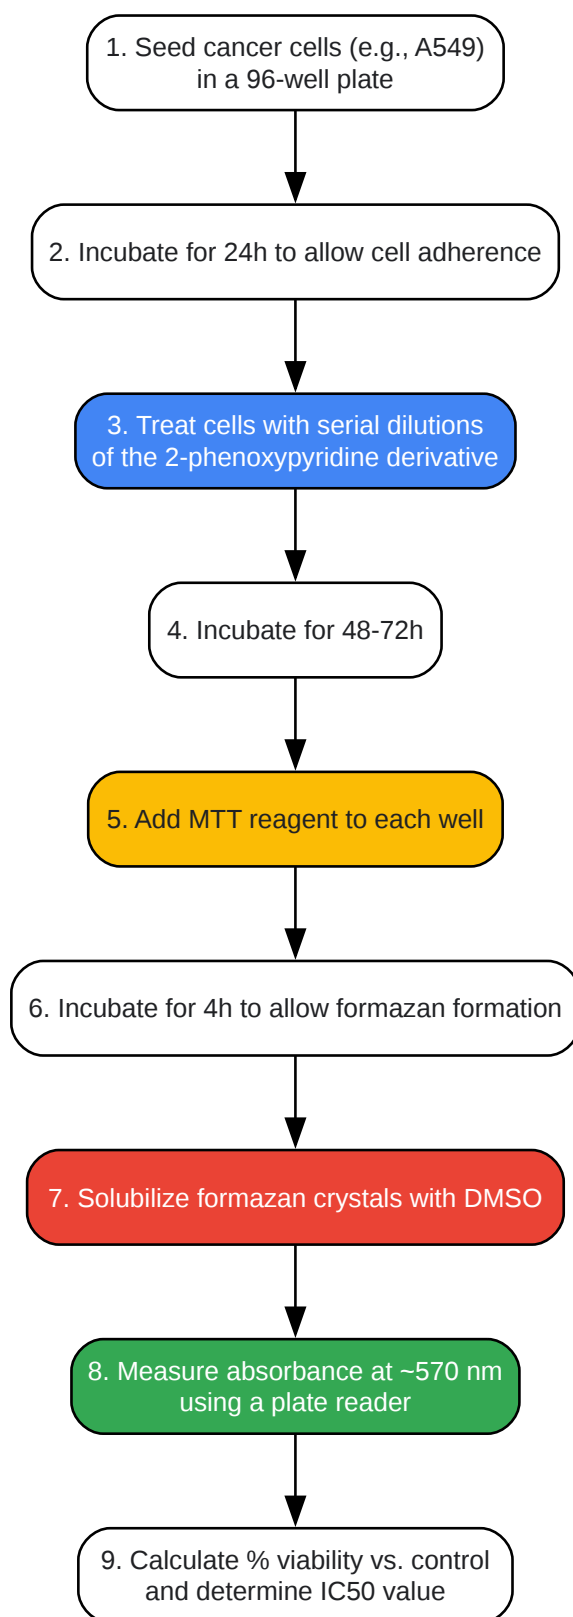 1. Seed cancer cells (e.g., A549)
in a 96-well plate
2. Incubate for 24h to allow cell adherence
3. Treat cells with serial dilutions
of the 2-phenoxypyridine derivative
4. Incubate for 48-72h
5. Add MTT reagent to each well
6. Incubate for 4h to allow formazan formation
7. Solubilize formazan crystals with DMSO
8. Measure absorbance at ~570 nm
using a plate reader
9. Calculate % viability vs. control
and determine IC50 value